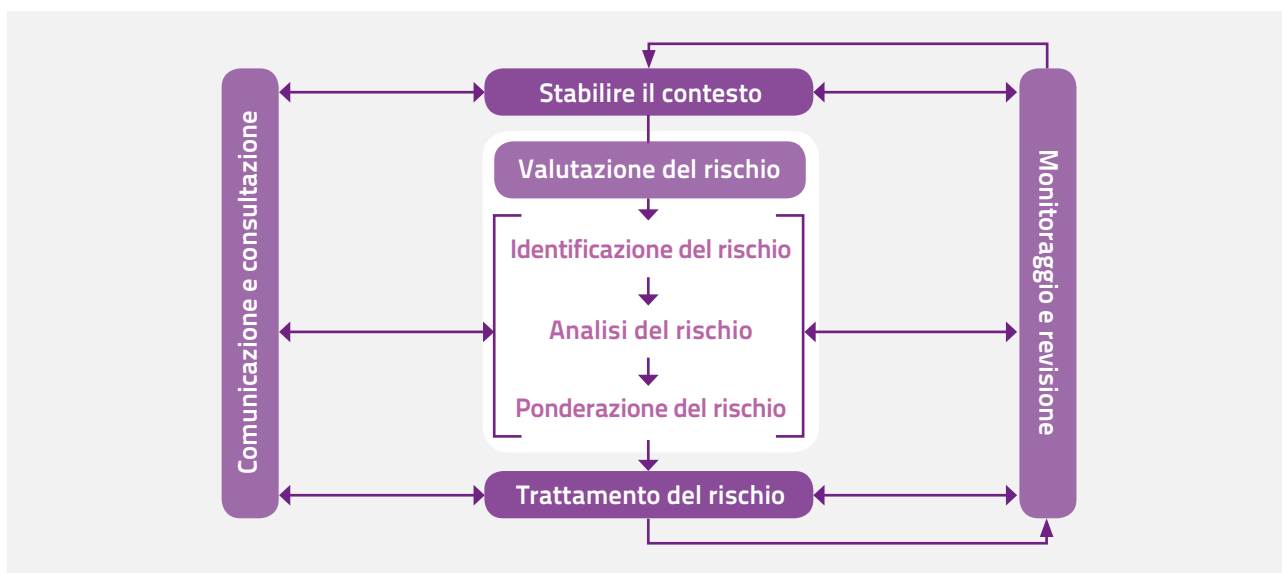 Comunicazione e consultazione
Stabilire il contesto
Valutazione del rischio
Identificazione del rischio
Analisi del rischio
Ponderazione del rischio
Trattamento del rischio
Monitoraggio e revisione